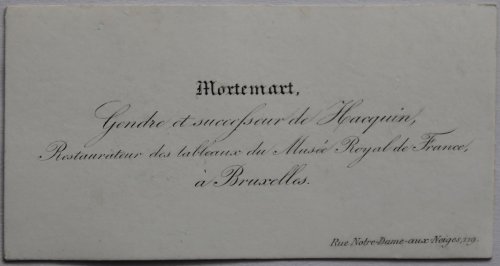 Mortemart,
Gendre et successeur de Hacquin,
Restaurateur des tableaux du Musée Royal de France,
à Bruxelles.
Rue Notre-Dame-aux-Neiges, 119.